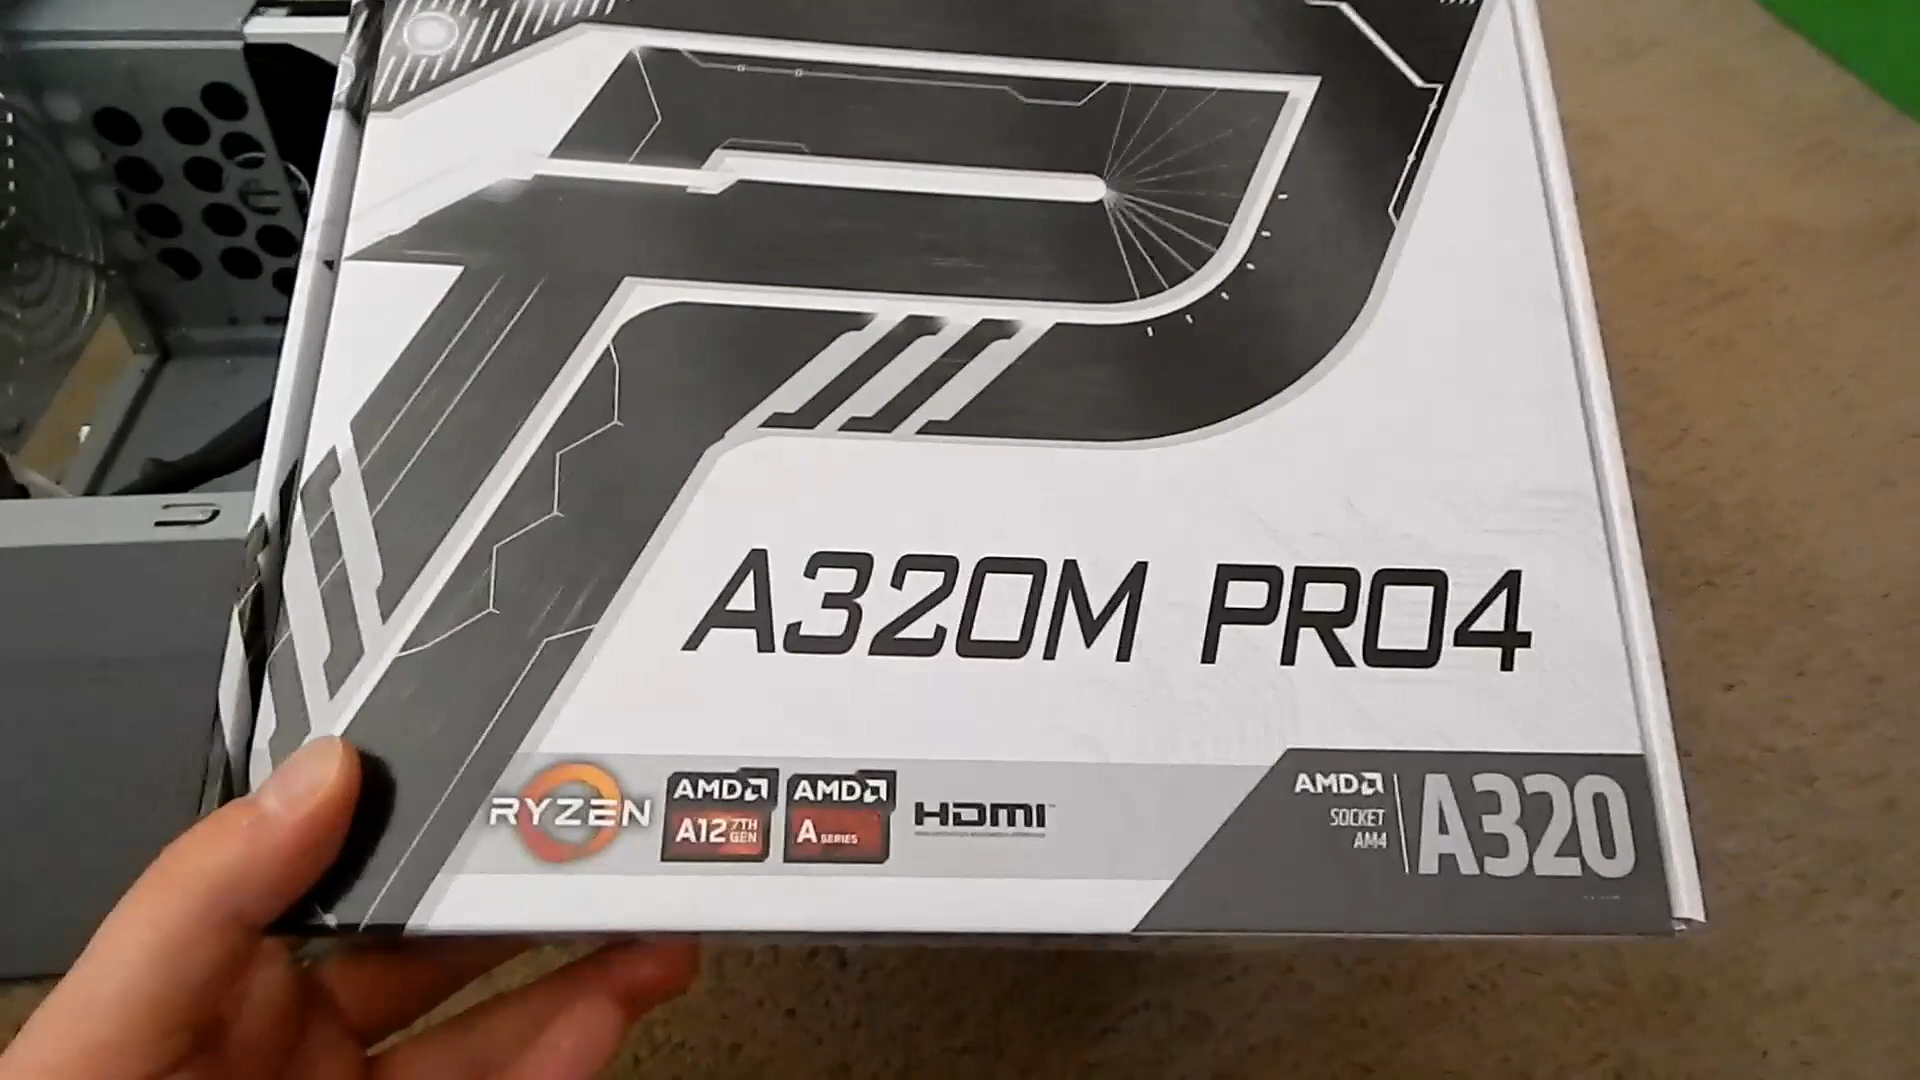 A320M PRO4
RYZEN
AMD
A12 7TH GEN
AMD
A SERIES
HDMI
AMD
SOCKET
AM4
A320